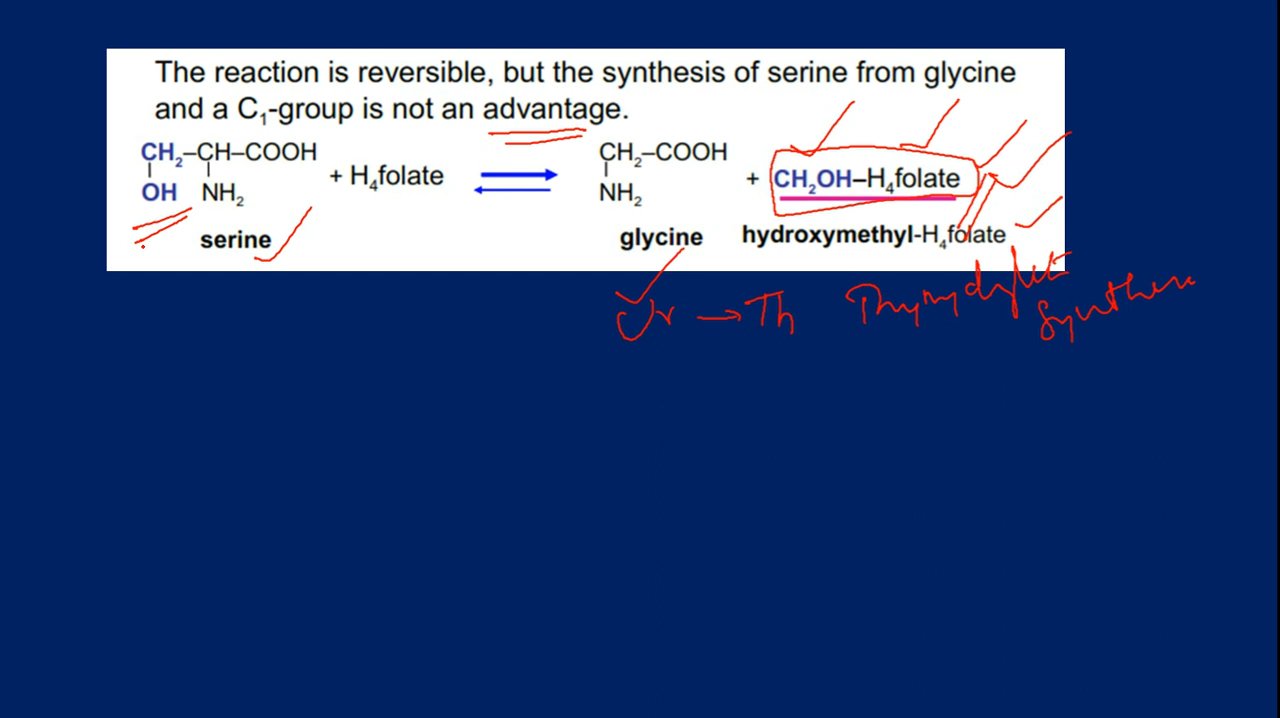 The reaction is reversible, but the synthesis of serine from glycine
and a C₁-group is not an advantage.
CH₂–CH–COOH
OH NH₂
+ H₄folate
serine
CH₂–COOH
NH₂
glycine
+ CH₂OH–H₄folate
hydroxymethyl-H₄folate
Ur → Th